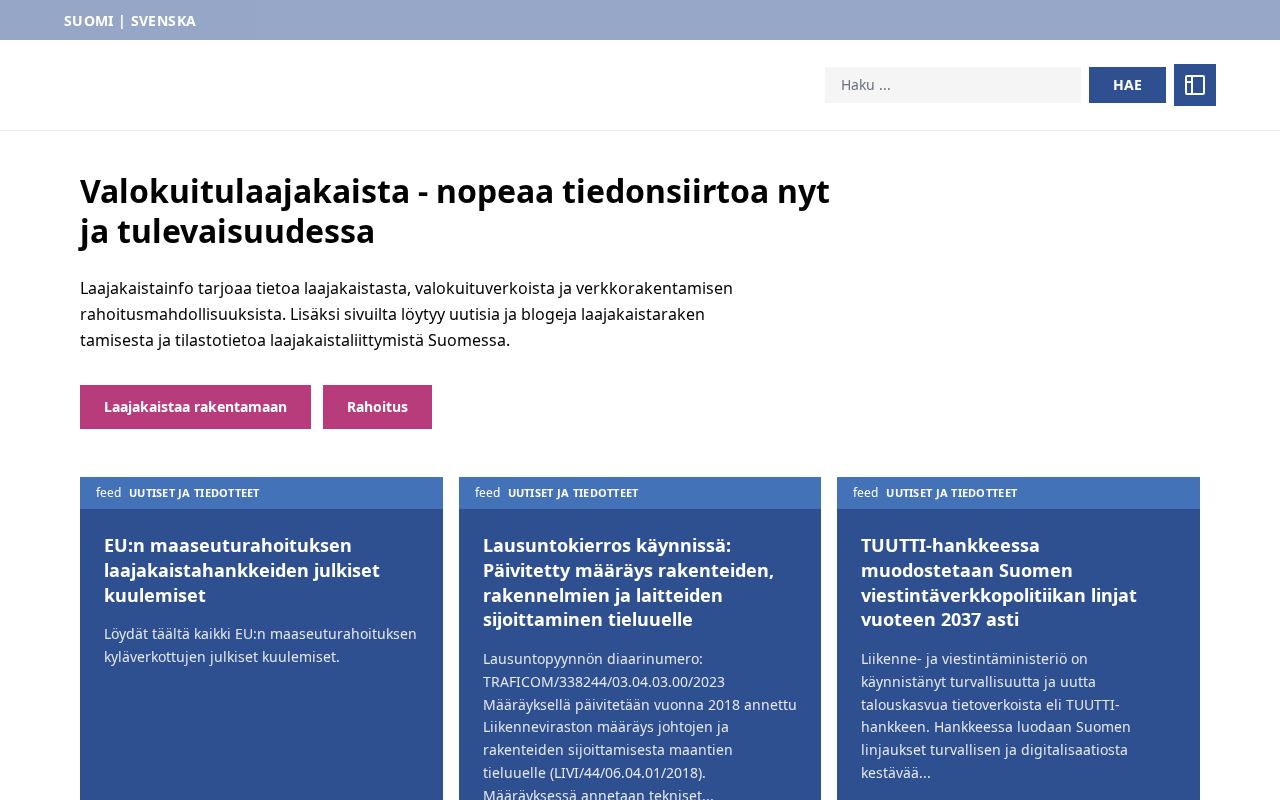 SUOMI | SVENSKA
Haku ...
HAE
Valokuitulaajakaista - nopeaa tiedonsiirtoa nyt
ja tulevaisuudessa
Laajakaistainfo tarjoaa tietoa laajakaistasta, valokuituverkoista ja verkkorakentamisen
rahoitusmahdollisuuksista. Lisäksi sivuilta löytyy uutisia ja blogeja laajakaistaraken
tamisesta ja tilastotietoa laajakaistaliittymistä Suomessa.
Laajakaistaa rakentamaan
Rahoitus
feed UUTISET JA TIEDOTTEET
EU:n maaseuturahoituksen
laajakaistahankkeiden julkiset
kuulemiset
Löydät täältä kaikki EU:n maaseuturahoituksen
kyläverkottujen julkiset kuulemiset.
feed UUTISET JA TIEDOTTEET
Lausuntokierros käynnissä:
Päivitetty määräys rakenteiden,
rakennelmien ja laitteiden
sijoittaminen tieluuelle
Lausuntopyynnön diaarinumero:
TRAFICOM/338244/03.04.03.00/2023
Määräyksellä päivitetään vuonna 2018 annettu
Liikenneviraston määräys johtojen ja
rakenteiden sijoittamisesta maantien
tieluuelle (LIVI/44/06.04.01/2018).
Määräyksessä annetaan tekniset...
feed UUTISET JA TIEDOTTEET
TUUTTI-hankkeessa
muodostetaan Suomen
viestintäverkkopolitiikan linjat
vuoteen 2037 asti
Liikenne- ja viestintäministeriö on
käynnistänyt turvallisuutta ja uutta
talouskasvua tietoverkoista eli TUUTTI-
hankkeen. Hankkeessa luodaan Suomen
linjaukset turvallisen ja digitalisaatiosta
kestävää...